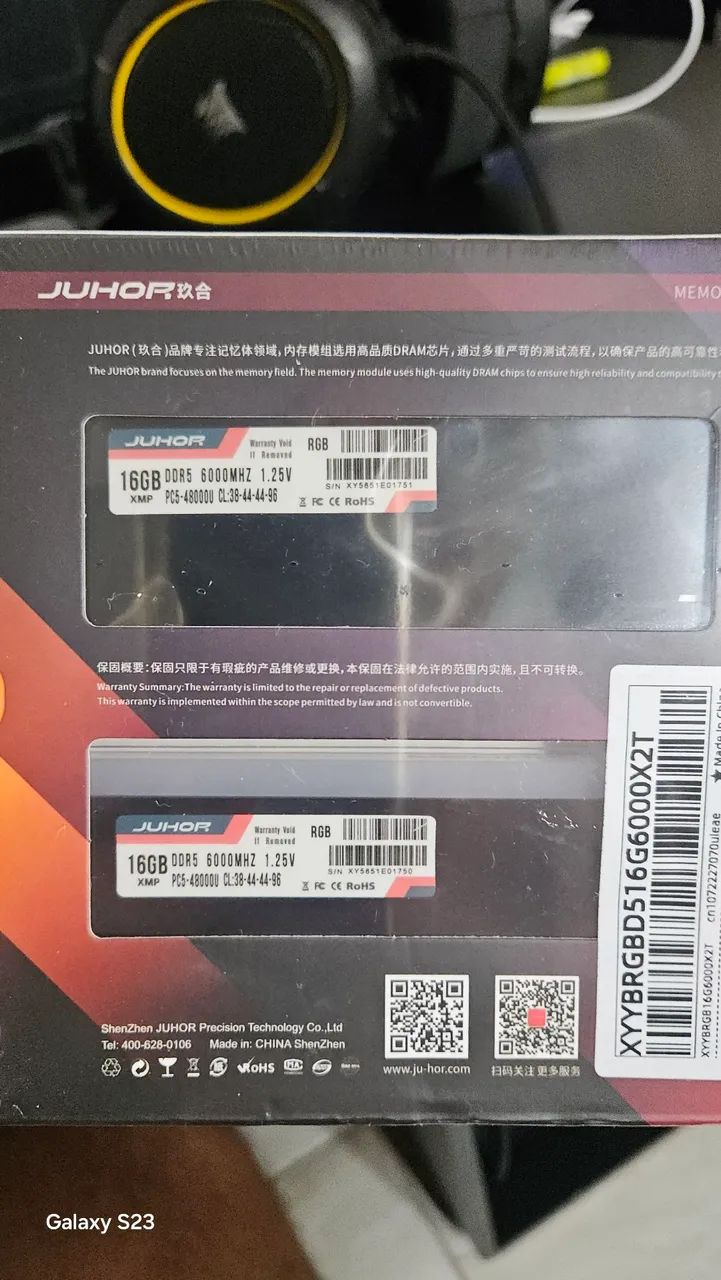 JUHOR玖合
MEMO
JUHOR ( 玖合 )品牌专注记忆体领域，内存模组选用高品质DRAM芯片，通过多重严苛的测试流程，以确保产品的高可靠性
The JUHOR brand focuses on the memory field. The memory module uses high-quality DRAM chips to ensure high reliability and compatibility
JUHOR
Warranty Void
If Removed
RGB
16GB DDR5 6000MHZ 1.25V
XMP PC5-48000U CL:38-44-44-96
S/N XY5651E01751
FC CE RoHS
保固概要：保固只限于有瑕疵的产品维修或更换，本保固在法律允许的范围内实施，且不可转换。
Warranty Summary:The warranty is limited to the repair or replacement of defective products.
This warranty is implemented within the scope permitted by law and is not convertible.
JUHOR
Warranty Void
If Removed
RGB
16GB DDR5 6000MHZ 1.25V
XMP PC5-48000U CL:38-44-44-96
S/N XY5651E01750
FC CE RoHS
XYYBRGBD516G6000X2T
cn1072227070uleae
XYYBRGB16G6000X2T
Made in
ShenZhen JUHOR Precision Technology Co.,Ltd
Tel: 400-628-0106 Made in: CHINA ShenZhen
RoHS
www.ju-hor.com
扫码关注 更多服务
Galaxy S23